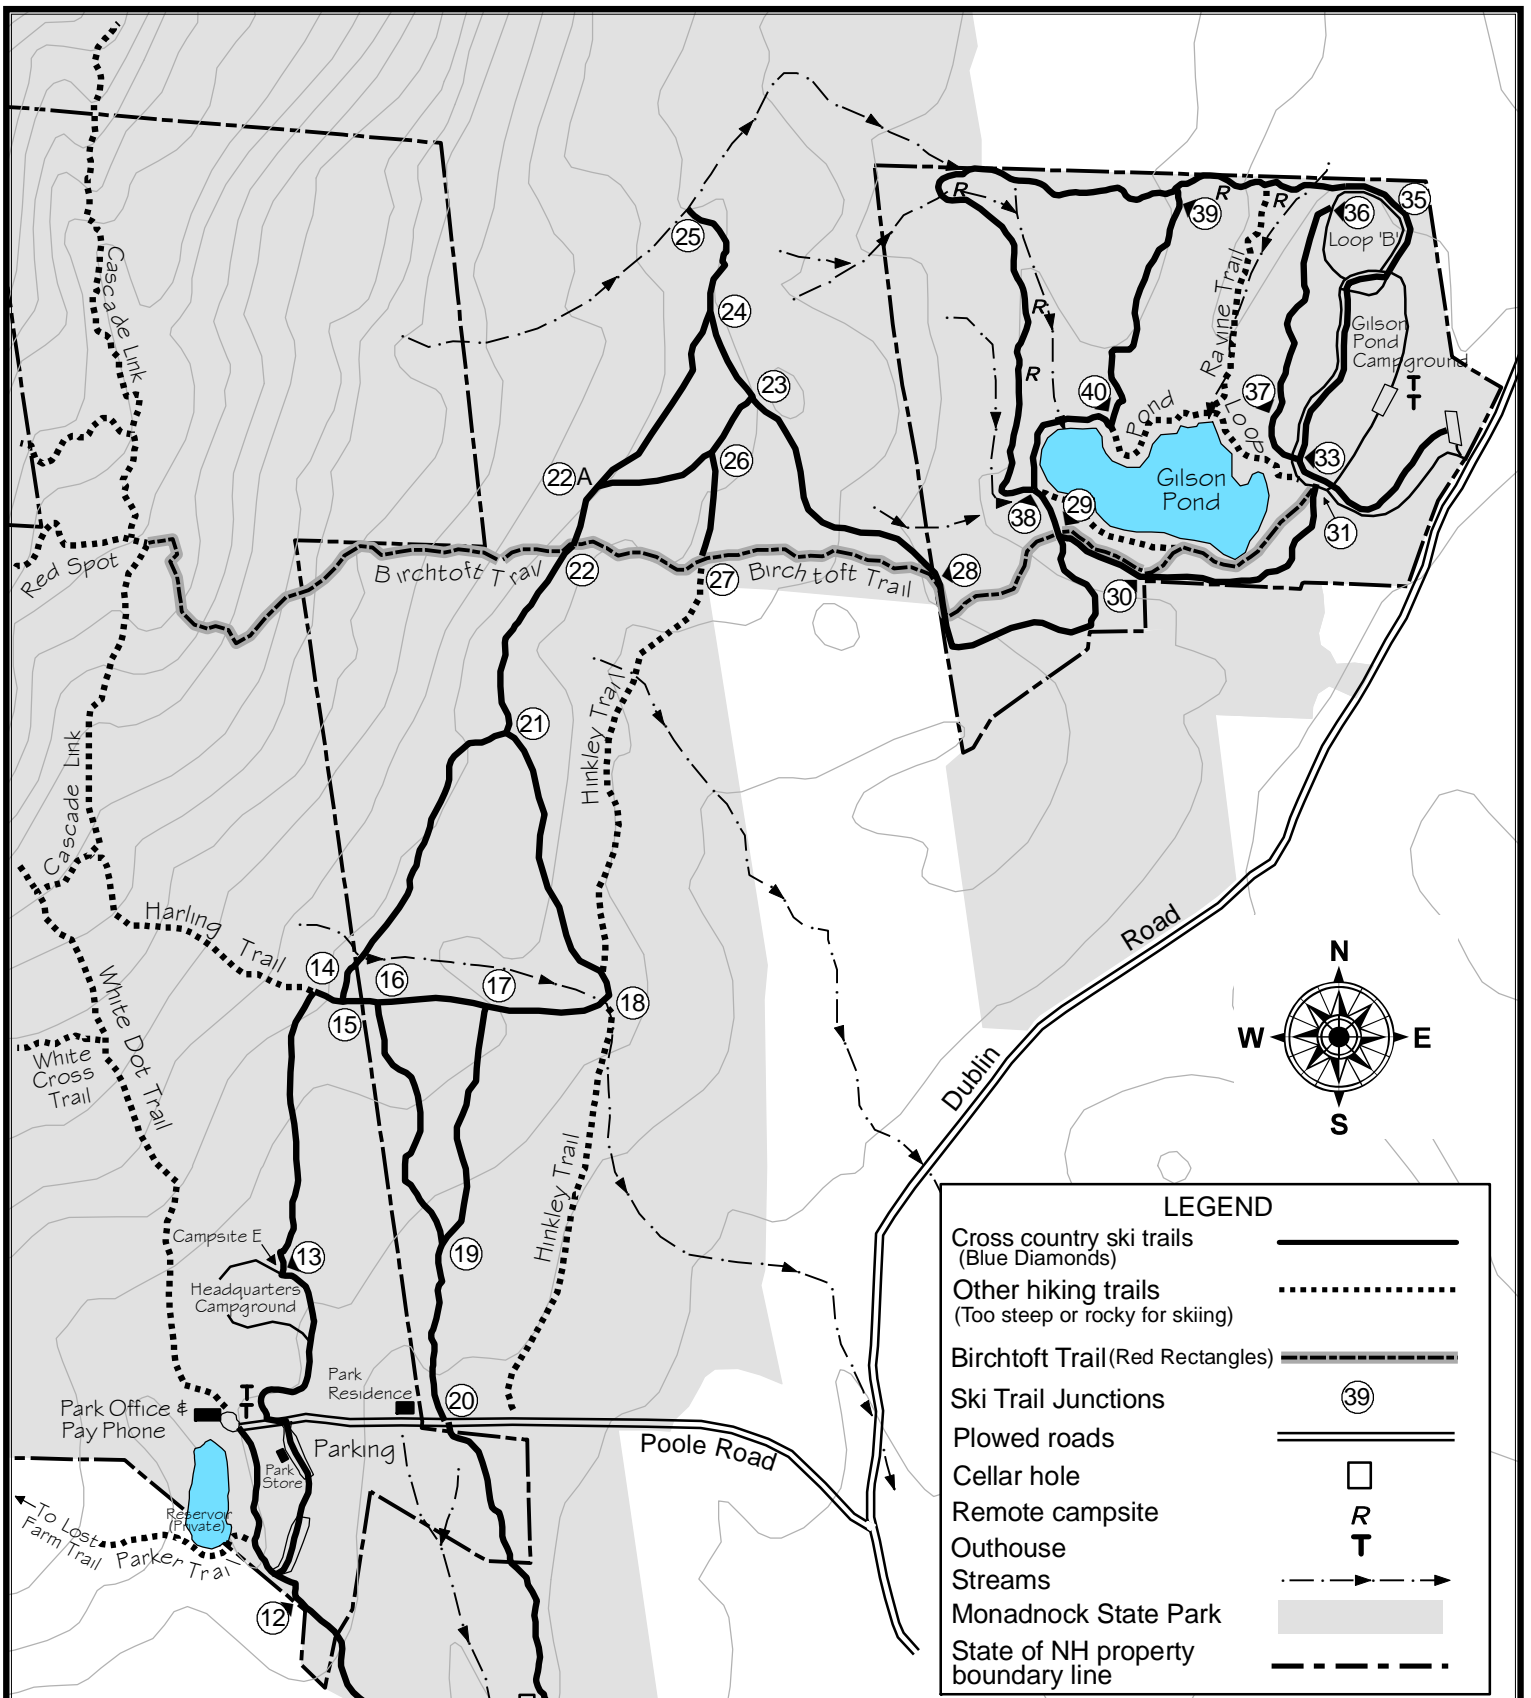 35
36
39
Loop 'B'
25
Cascade Link
Ravine Trail
24
Gilson
Pond
Campground
T
T
23
37
40
Pond
Loop
26
33
22 A
Gilson
Pond
29
38
31
Red Spot
Birchtoft Trail
22
27
Birchtoft Trail
28
30
R
R
R
R
R
Hinkley Trail
21
Cascade Link
Harling Trail
Road
14
16
17
18
15
N
W
E
S
White Dot Trail
White
Cross
Trail
Dublin
Hinkley Trail
Campsite E
13
19
Headquarters
Campground
Park
Residence
20
T
T
Park Office &
Pay Phone
Parking
Poole Road
Park
Store
Reservoir
(Private)
To Lost
Farm Trail
Parker Trail
12
LEGEND
Cross country ski trails
(Blue Diamonds)
Other hiking trails
(Too steep or rocky for skiing)
Birchtoft Trail (Red Rectangles)
Ski Trail Junctions
39
Plowed roads
Cellar hole
Remote campsite
R
Outhouse
T
Streams
Monadnock State Park
State of NH property
boundary line